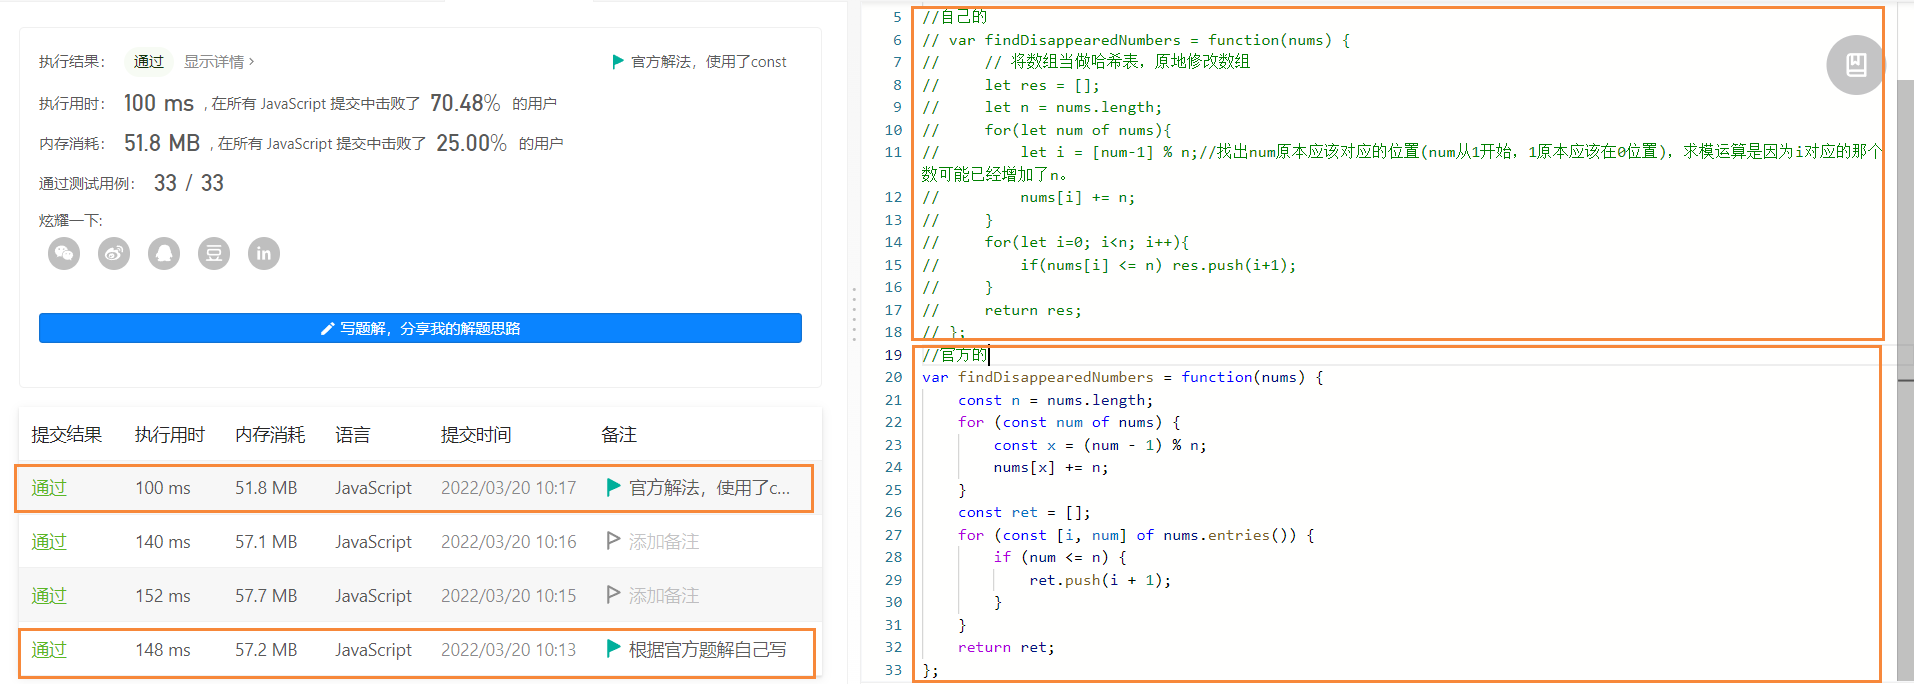 执行结果： 通过 显示详情 ›
官方解法，使用了const
执行用时： 100 ms , 在所有 JavaScript 提交中击败了 70.48% 的用户
内存消耗： 51.8 MB , 在所有 JavaScript 提交中击败了 25.00% 的用户
通过测试用例： 33 / 33
炫耀一下:
豆
in
写题解，分享我的解题思路
提交结果 执行用时 内存消耗 语言 提交时间 备注
通过 100 ms 51.8 MB JavaScript 2022/03/20 10:17 官方解法，使用了c...
通过 140 ms 57.1 MB JavaScript 2022/03/20 10:16 添加备注
通过 152 ms 57.7 MB JavaScript 2022/03/20 10:15 添加备注
通过 148 ms 57.2 MB JavaScript 2022/03/20 10:13 根据官方题解自己写
5 //自己的
6 // var findDisappearedNumbers = function(nums) {
7 //     // 将数组当做哈希表，原地修改数组
8 //     let res = [];
9 //     let n = nums.length;
10 //     for(let num of nums){
11 //         let i = [num-1] % n;//找出num原本应该对应的位置(num从1开始，1原本应该在0位置)，求模运算是因为i对应的那个
数可能已经增加了n。
12 //         nums[i] += n;
13 //     }
14 //     for(let i=0; i<n; i++){
15 //         if(nums[i] <= n) res.push(i+1);
16 //     }
17 //     return res;
18 // };
19 //官方的
20 var findDisappearedNumbers = function(nums) {
21     const n = nums.length;
22     for (const num of nums) {
23         const x = (num - 1) % n;
24         nums[x] += n;
25     }
26     const ret = [];
27     for (const [i, num] of nums.entries()) {
28         if (num <= n) {
29             ret.push(i + 1);
30         }
31     }
32     return ret;
33 };